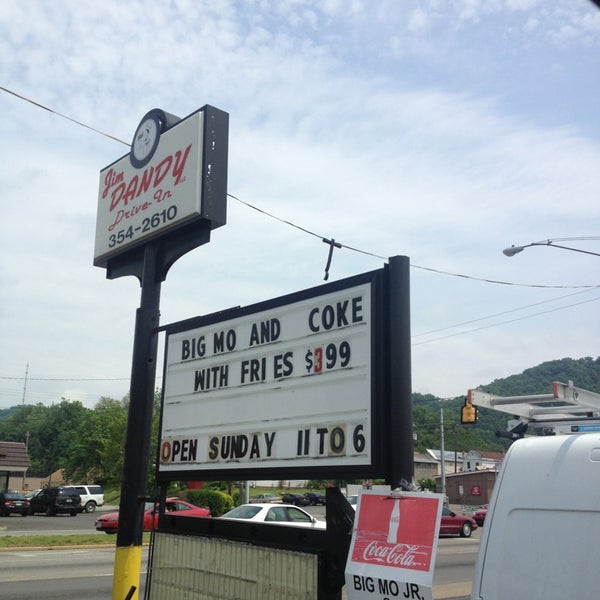 Jim
DANDY
Drive-In
354-2610
BIG MO AND COKE
WITH FRIES $3.99
OPEN SUNDAY 11 TO 6
Coca-Cola
BIG MO JR.